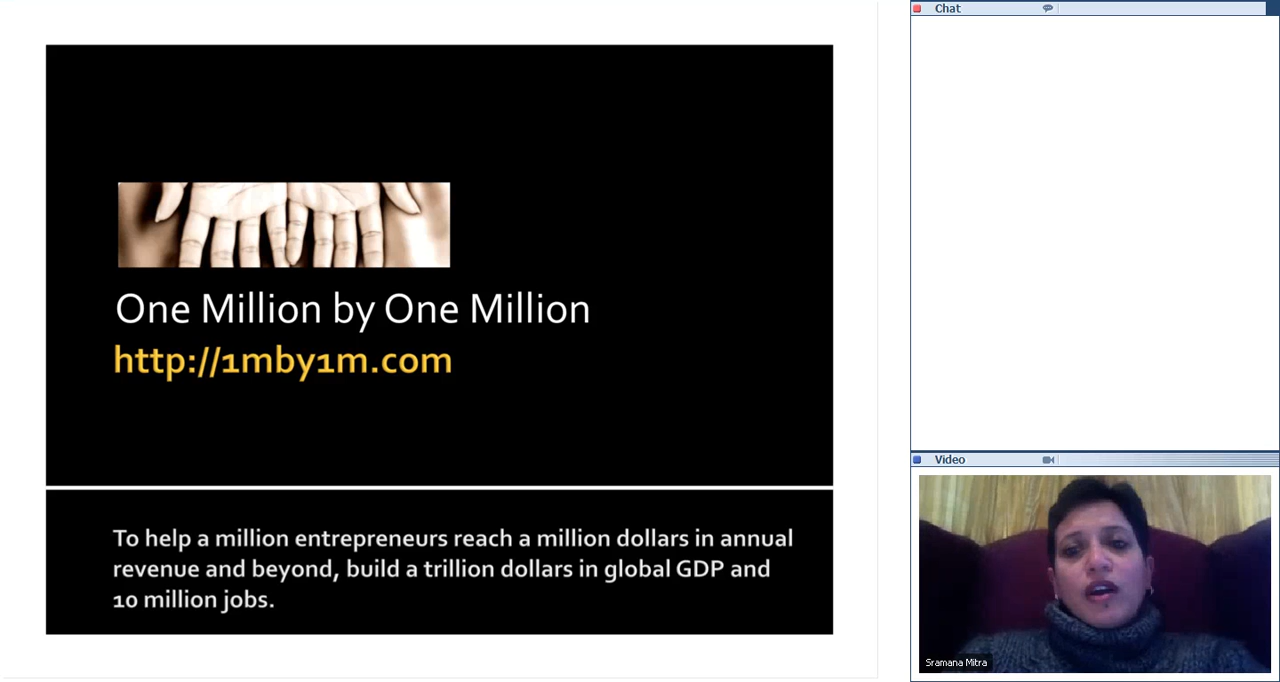 One Million by One Million
http://1mby1m.com
To help a million entrepreneurs reach a million dollars in annual
revenue and beyond, build a trillion dollars in global GDP and
10 million jobs.
Chat
Video
Sramana Mitra